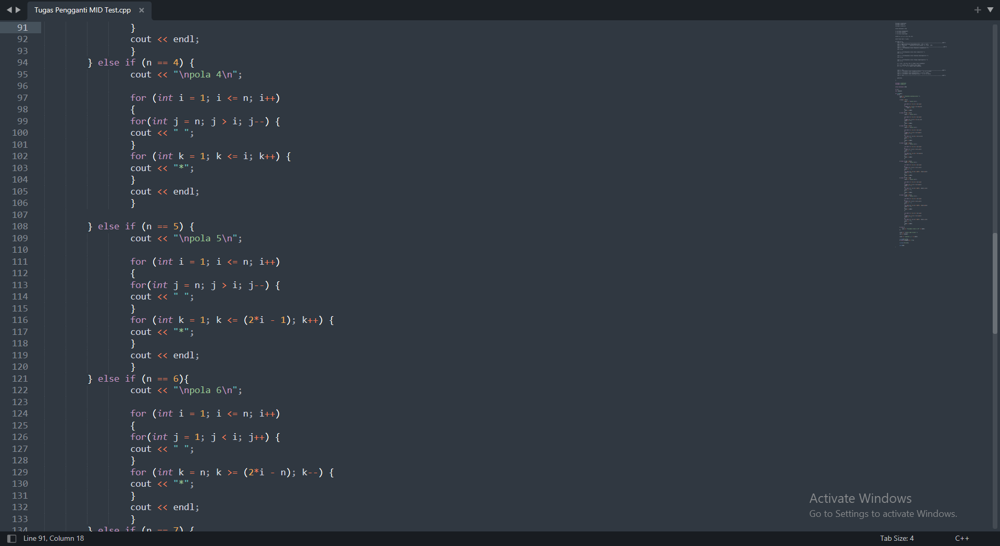 Tugas Pengganti MID Test.cpp
91 }
92 cout << endl;
93 }
94 } else if (n == 4) {
95 cout << "\npola 4\n";
96
97 for (int i = 1; i <= n; i++)
98 {
99 for(int j = n; j > i; j--) {
100 cout << " ";
101 }
102 for (int k = 1; k <= i; k++) {
103 cout << "*";
104 }
105 cout << endl;
106 }
107
108 } else if (n == 5) {
109 cout << "\npola 5\n";
110
111 for (int i = 1; i <= n; i++)
112 {
113 for(int j = n; j > i; j--) {
114 cout << " ";
115 }
116 for (int k = 1; k <= (2*i - 1); k++) {
117 cout << "*";
118 }
119 cout << endl;
120 }
121 } else if (n == 6){
122 cout << "\npola 6\n";
123
124 for (int i = 1; i <= n; i++)
125 {
126 for(int j = 1; j < i; j++) {
127 cout << " ";
128 }
129 for (int k = n; k >= (2*i - n); k--) {
130 cout << "*";
131 }
132 cout << endl;
133 }
134 } else if (n == 7) {
Activate Windows
Go to Settings to activate Windows.
Line 91, Column 18
Tab Size: 4
C++